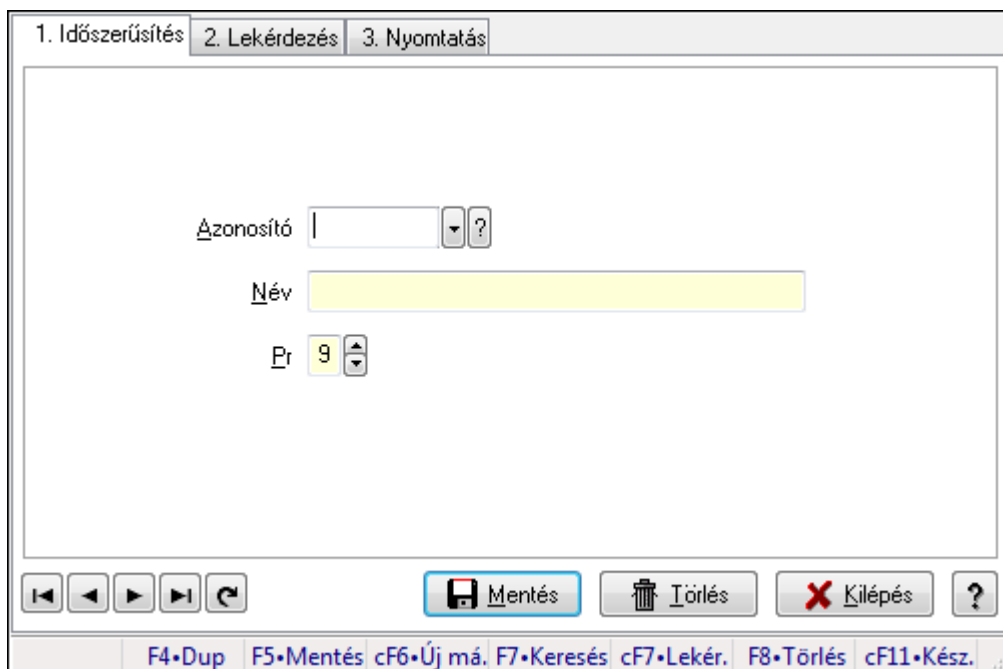 1. Időszerűsítés 2. Lekérdezés 3. Nyomtatás
Azonosító ?
Név
Pr 9
Mentés Törlés Kilépés ?
F4•Dup F5•Mentés cF6•Új má. F7•Keresés cF7•Lekér. F8•Törlés cF11•Kész.